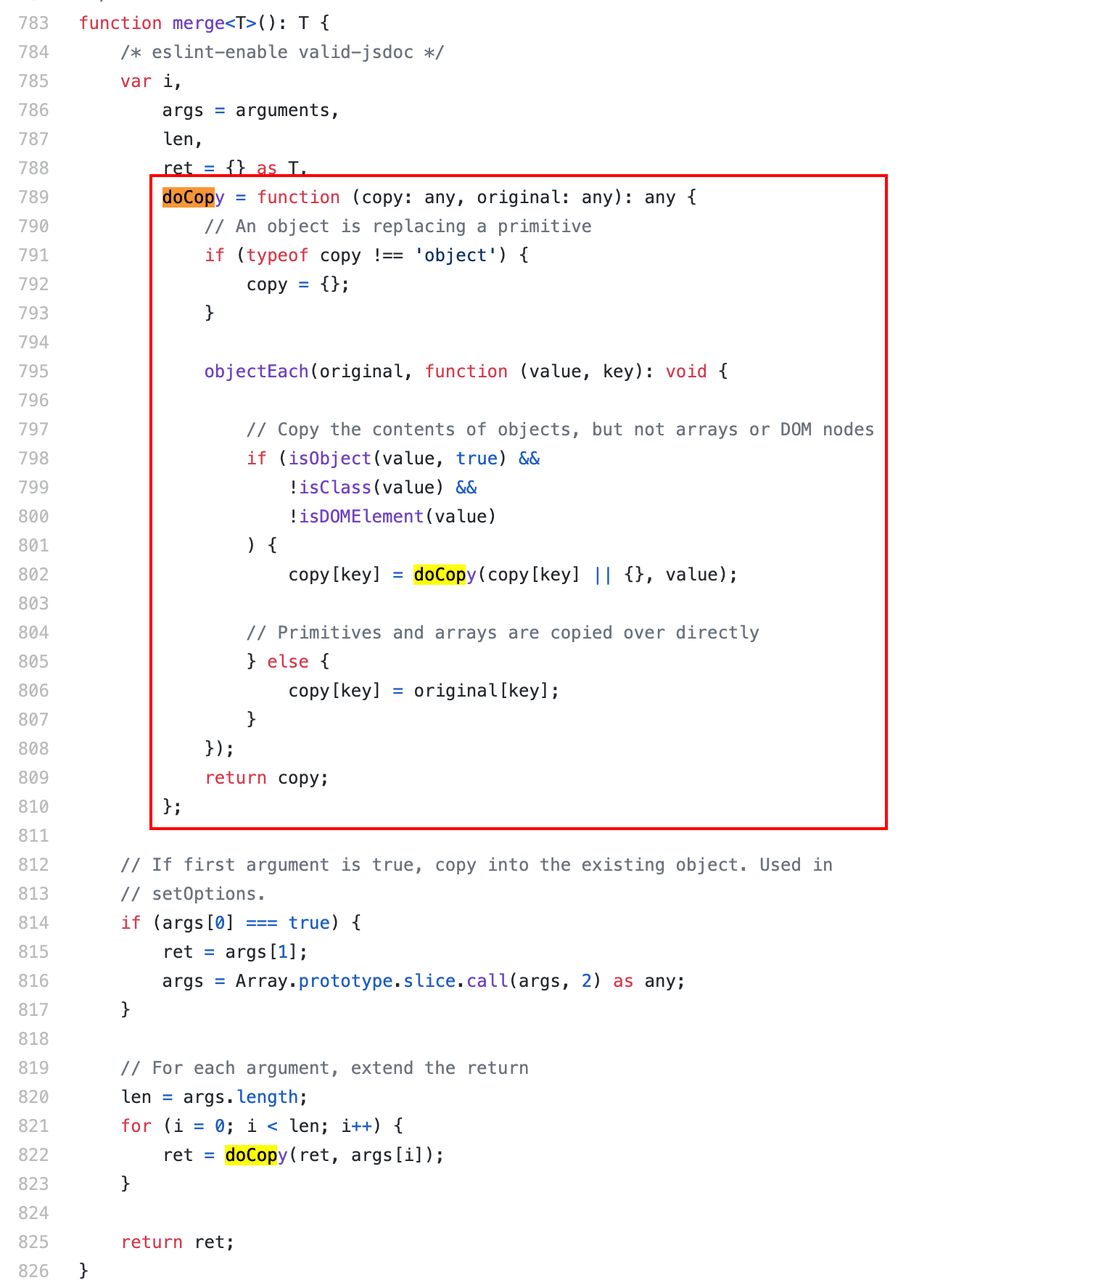 783 function merge<T>(): T {
784 /* eslint-enable valid-jsdoc */
785 var i,
786 args = arguments,
787 len,
788 ret = {} as T,
789 doCopy = function (copy: any, original: any): any {
790 // An object is replacing a primitive
791 if (typeof copy !== 'object') {
792 copy = {};
793 }
794
795 objectEach(original, function (value, key): void {
796
797 // Copy the contents of objects, but not arrays or DOM nodes
798 if (isObject(value, true) &&
799 !isClass(value) &&
800 !isDOMElement(value)
801 ) {
802 copy[key] = doCopy(copy[key] || {}, value);
803
804 // Primitives and arrays are copied over directly
805 } else {
806 copy[key] = original[key];
807 }
808 });
809 return copy;
810 };
811
812 // If first argument is true, copy into the existing object. Used in
813 // setOptions.
814 if (args[0] === true) {
815 ret = args[1];
816 args = Array.prototype.slice.call(args, 2) as any;
817 }
818
819 // For each argument, extend the return
820 len = args.length;
821 for (i = 0; i < len; i++) {
822 ret = doCopy(ret, args[i]);
823 }
824
825 return ret;
826 }